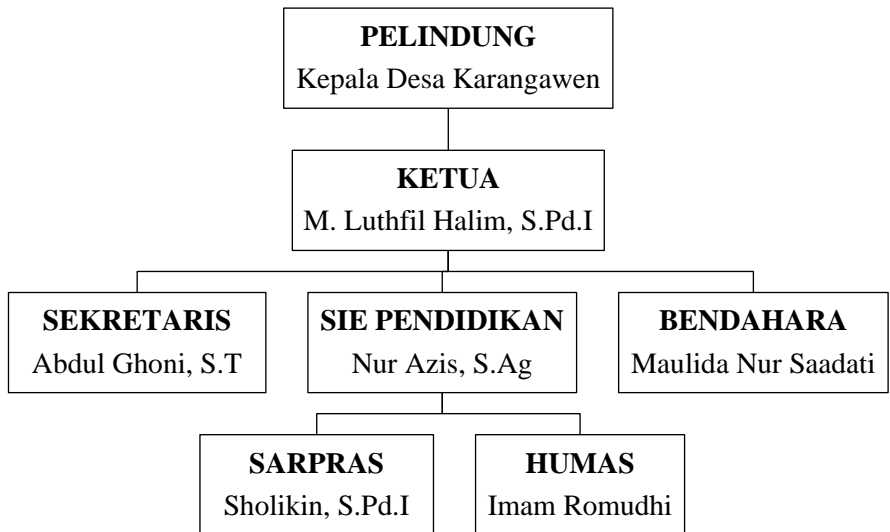 PELINDUNG
Kepala Desa Karangawen
KETUA
M. Luthfil Halim, S.Pd.I
SEKRETARIS
Abdul Ghoni, S.T
SIE PENDIDIKAN
Nur Azis, S.Ag
BENDAHARA
Maulida Nur Saadati
SARPRAS
Sholikin, S.Pd.I
HUMAS
Imam Romudhi